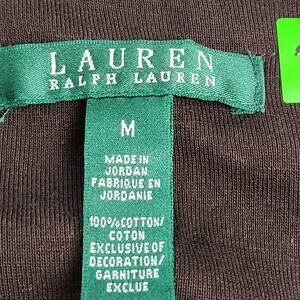 LAUREN
RALPH LAUREN
M
MADE IN
JORDAN
FABRIQUE EN
JORDANIE
100%COTTON/
COTON
EXCLUSIVE OF
DECORATION/
GARNITURE
EXCLUE